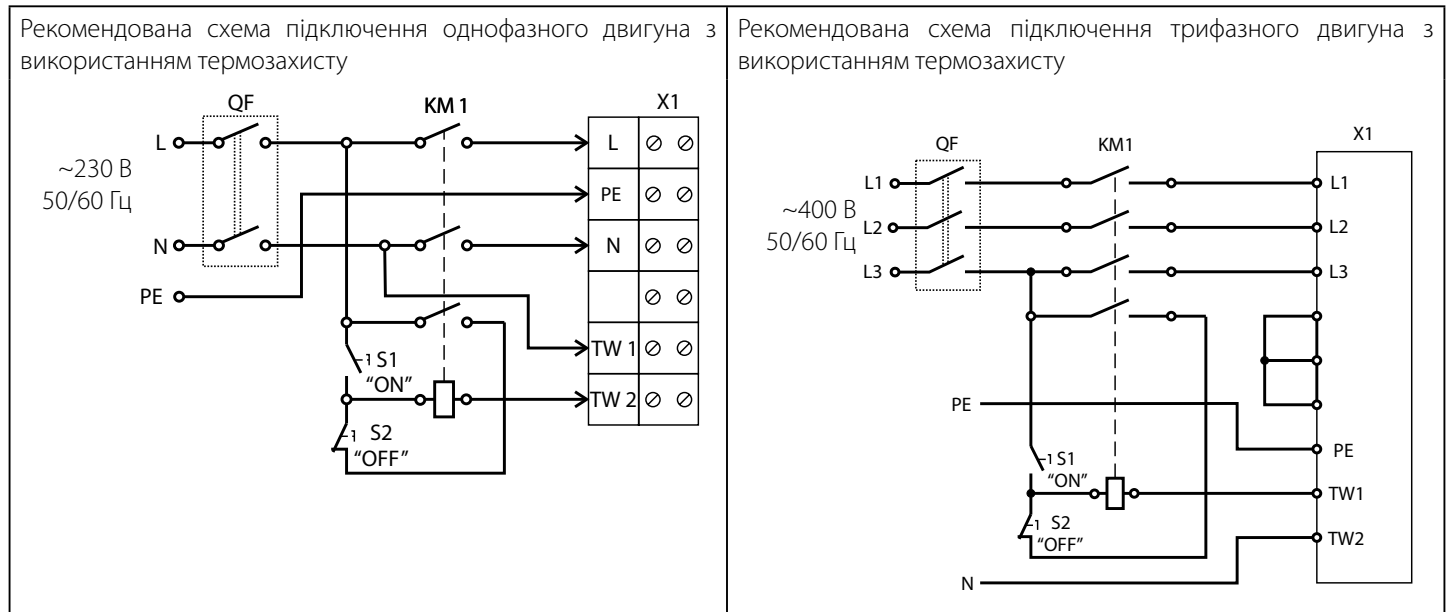 Рекомендована схема підключення однофазного двигуна з
використанням термозахисту
QF
KM 1
X1
L
L
~230 В
50/60 Гц
PE
N
N
PE
TW 1
S1
"ON"
TW 2
S2
"OFF"
Рекомендована схема підключення трифазного двигуна з
використанням термозахисту
X1
QF
KM1
L1
L1
~400 В
50/60 Гц
L2
L2
L3
L3
PE
PE
S1
"ON"
TW1
S2
"OFF"
TW2
N